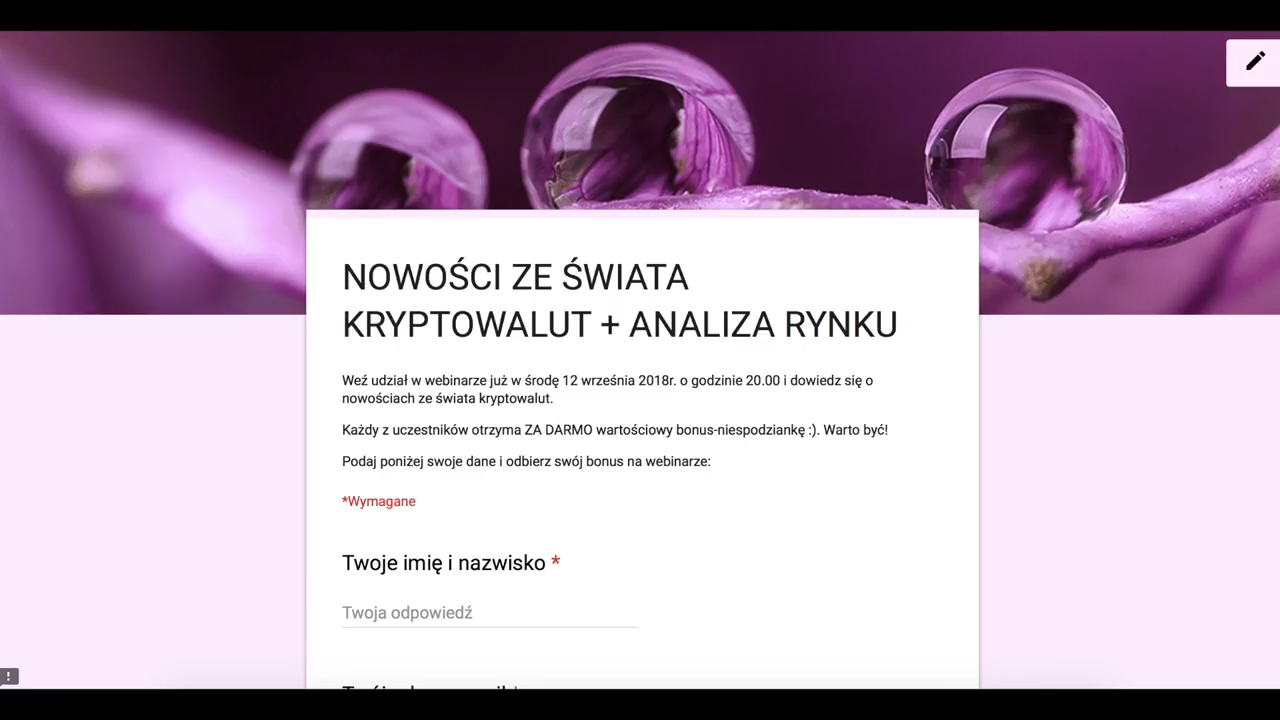 NOWOŚCI ZE ŚWIATA
KRYPTOWALUT + ANALIZA RYNKU
Weź udział w webinarze już w środę 12 września 2018r. o godzinie 20.00 i dowiedz się o
nowościach ze świata kryptowalut.
Każdy z uczestników otrzyma ZA DARMO wartościowy bonus-niespodziankę :). Warto być!
Podaj poniżej swoje dane i odbierz swój bonus na webinarze:
*Wymagane
Twoje imię i nazwisko *
Twoja odpowiedź